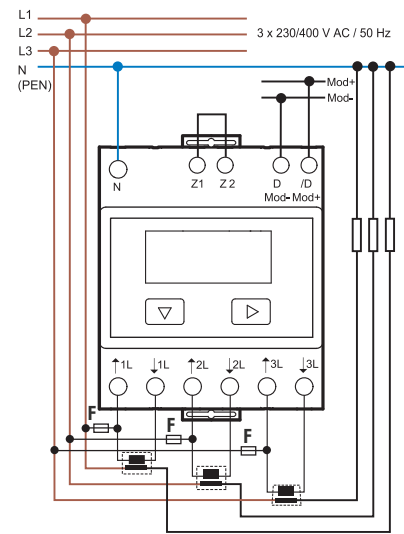 L1
L2
3 x 230/400 V AC / 50 Hz
L3
N
(PEN)
Mod+
Mod-
N
Z1
Z 2
D
/D
Mod-
Mod+
↑1L
↓1L
↑2L
↓2L
↑3L
↓3L
F
F
F